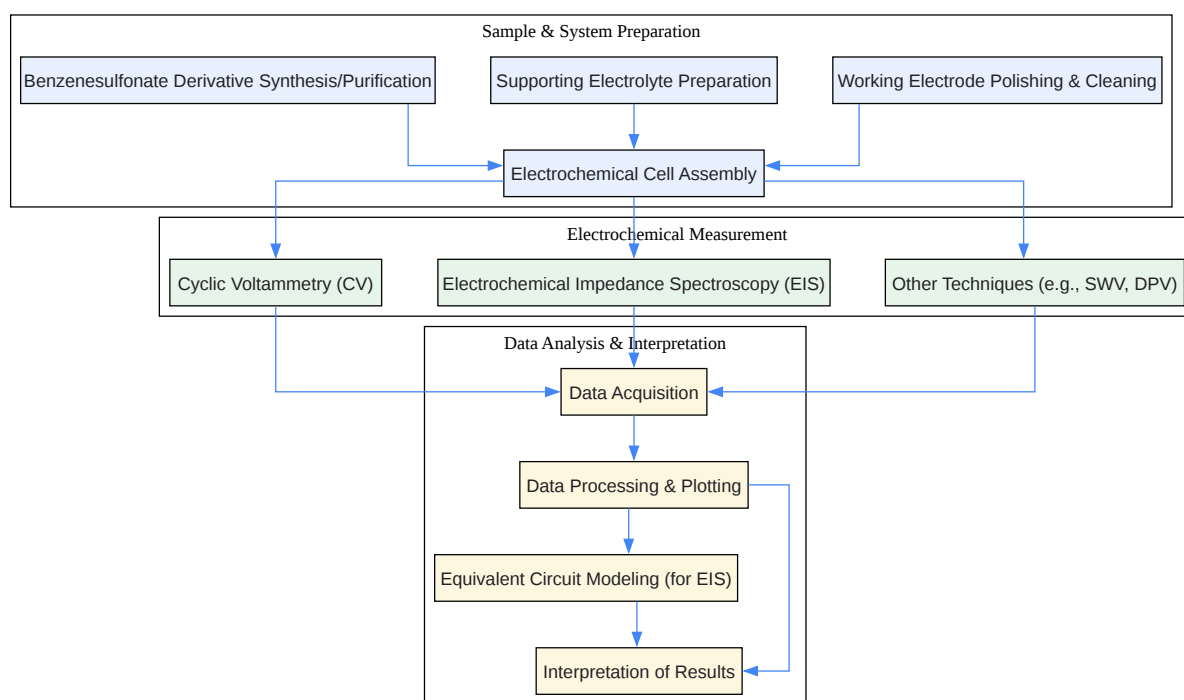 Sample & System Preparation
Benzenesulfonate Derivative Synthesis/Purification
Supporting Electrolyte Preparation
Working Electrode Polishing & Cleaning
Electrochemical Cell Assembly
Electrochemical Measurement
Cyclic Voltammetry (CV)
Electrochemical Impedance Spectroscopy (EIS)
Other Techniques (e.g., SWV, DPV)
Data Analysis & Interpretation
Data Acquisition
Data Processing & Plotting
Equivalent Circuit Modeling (for EIS)
Interpretation of Results